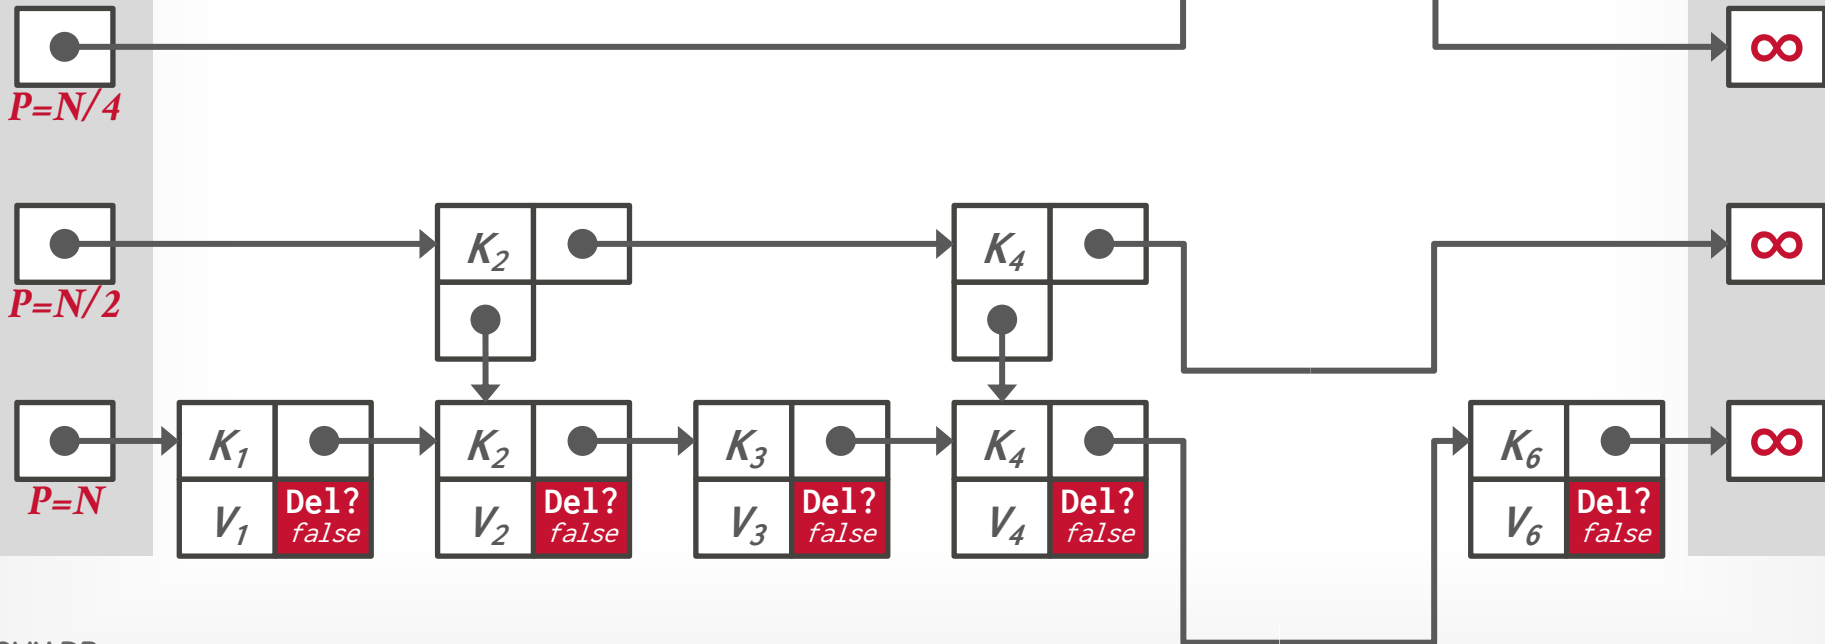 ∞
P=N/4
K2 K4 ∞
P=N/2
K1 K2 K3 K4 K6 ∞
P=N
V1 Del? false V2 Del? false V3 Del? false V4 Del? false V6 Del? false